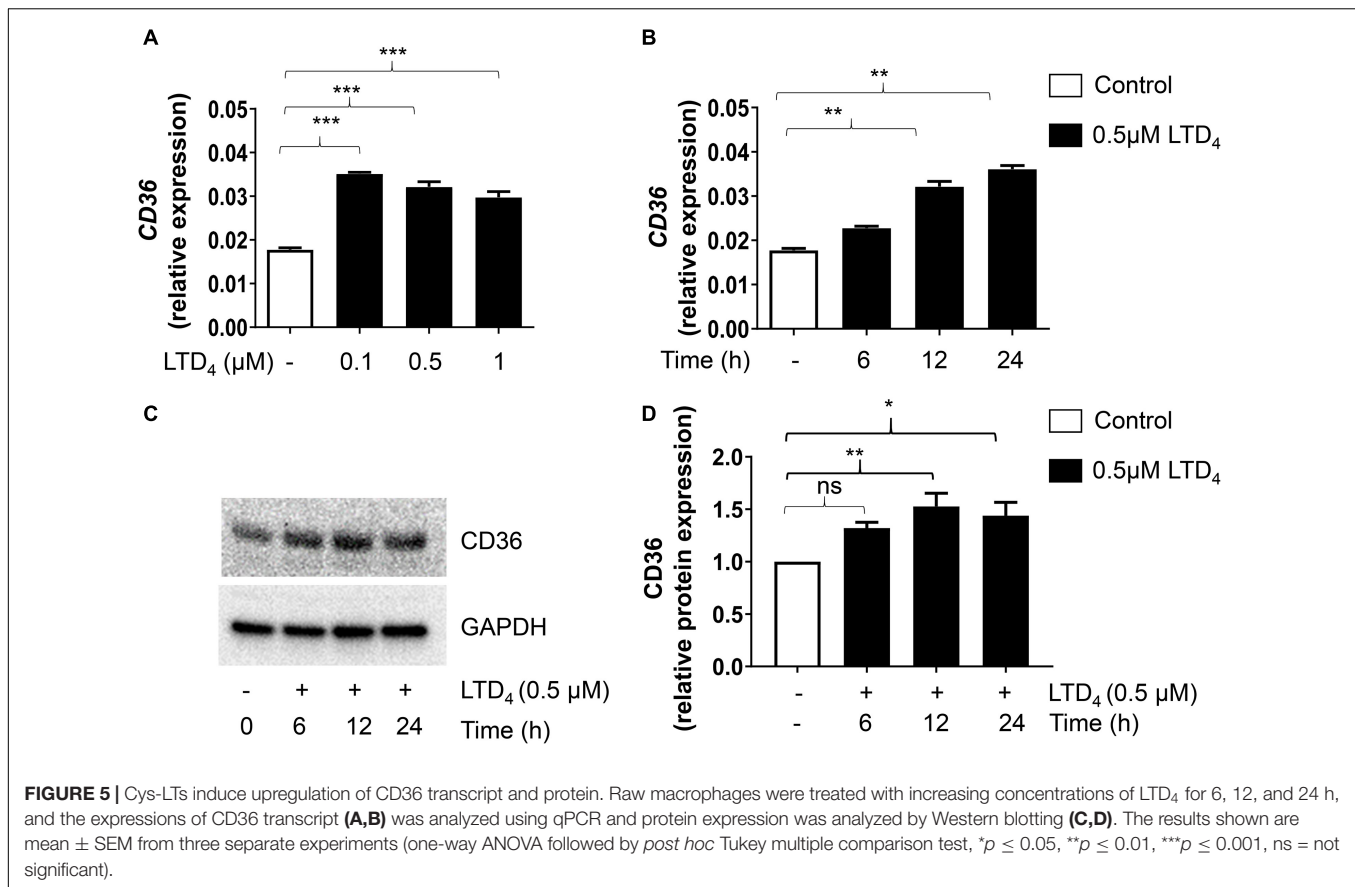 A
***
***
***
0.05
0.04
0.03
0.02
0.01
0.00
CD36
(relative expression)
LTD₄ (µM) - 0.1 0.5 1
B
**
**
0.05
0.04
0.03
0.02
0.01
0.00
CD36
(relative expression)
Time (h) - 6 12 24
Control
0.5µM LTD₄
C
CD36
GAPDH
- + + + LTD₄ (0.5 µM)
0 6 12 24 Time (h)
D
*
**
ns
2.0
1.5
1.0
0.5
0.0
CD36
(relative protein expression)
- + + + LTD₄ (0.5 µM)
- 6 12 24 Time (h)
Control
0.5µM LTD₄
FIGURE 5 | Cys-LTs induce upregulation of CD36 transcript and protein. Raw macrophages were treated with increasing concentrations of LTD₄ for 6, 12, and 24 h,
and the expressions of CD36 transcript (A,B) was analyzed using qPCR and protein expression was analyzed by Western blotting (C,D). The results shown are
mean ± SEM from three separate experiments (one-way ANOVA followed by post hoc Tukey multiple comparison test, *p ≤ 0.05, **p ≤ 0.01, ***p ≤ 0.001, ns = not
significant).